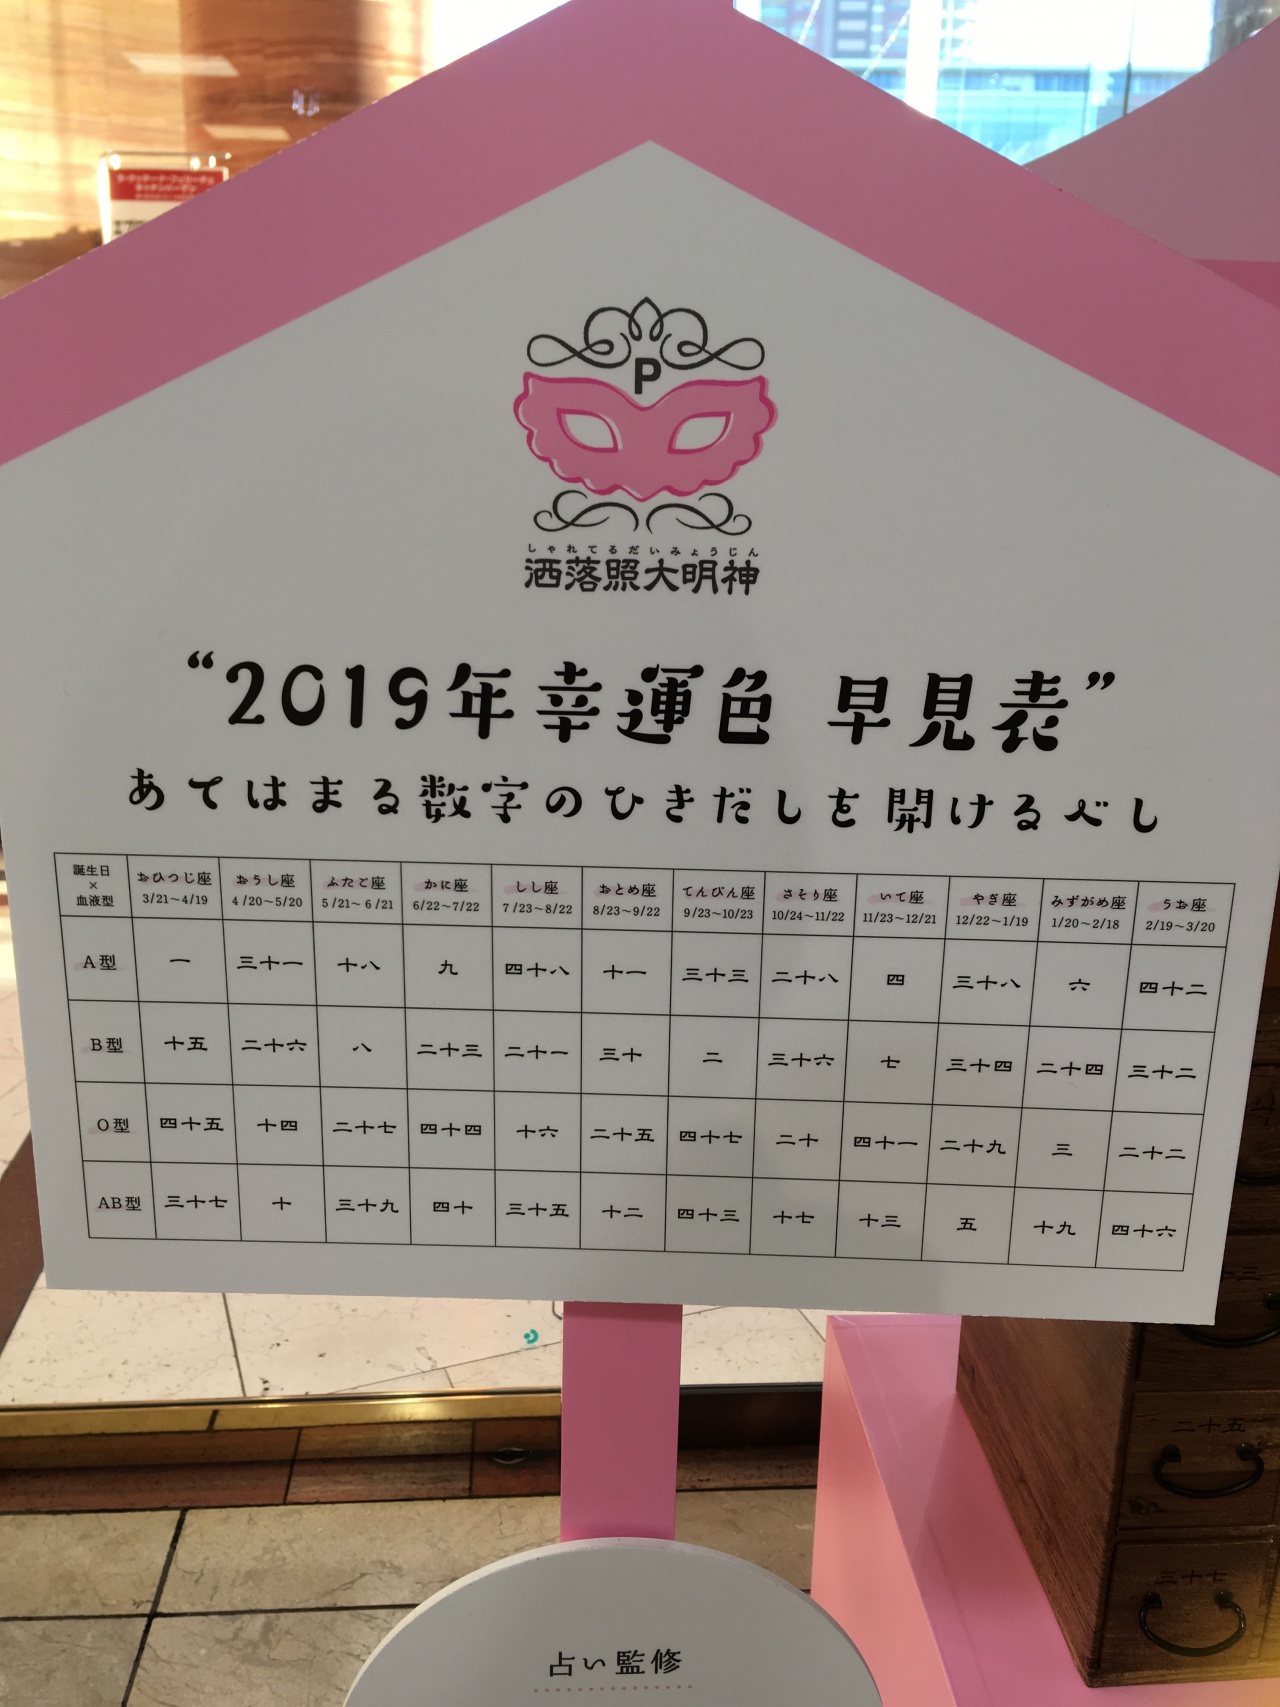 P
しゃれてるだいみょうじん
洒落照大明神
“2019年幸運色 早見表”
あてはまる数字のひきだしを開けるべし
誕生日×血液型 おひつじ座 3/21~4/19 おうし座 4/20~5/20 ふたご座 5/21~6/21 かに座 6/22~7/22 しし座 7/23~8/22 おとめ座 8/23~9/22 てんびん座 9/23~10/23 さそり座 10/24~11/22 いて座 11/23~12/21 やぎ座 12/22~1/19 みずがめ座 1/20~2/18 うお座 2/19~3/20
A型 一 三十一 十八 九 四十八 十一 三十三 二十八 四 三十八 六 四十二
B型 十五 二十六 八 二十三 二十一 三十 二 三十六 七 三十四 二十四 三十二
O型 四十五 十四 二十七 四十四 十六 二十五 四十七 二十 四十一 二十九 三 二十二
AB型 三十七 十 三十九 四十 三十五 十二 四十三 十七 十三 五 十九 四十六
二十五
三十七
占い監修